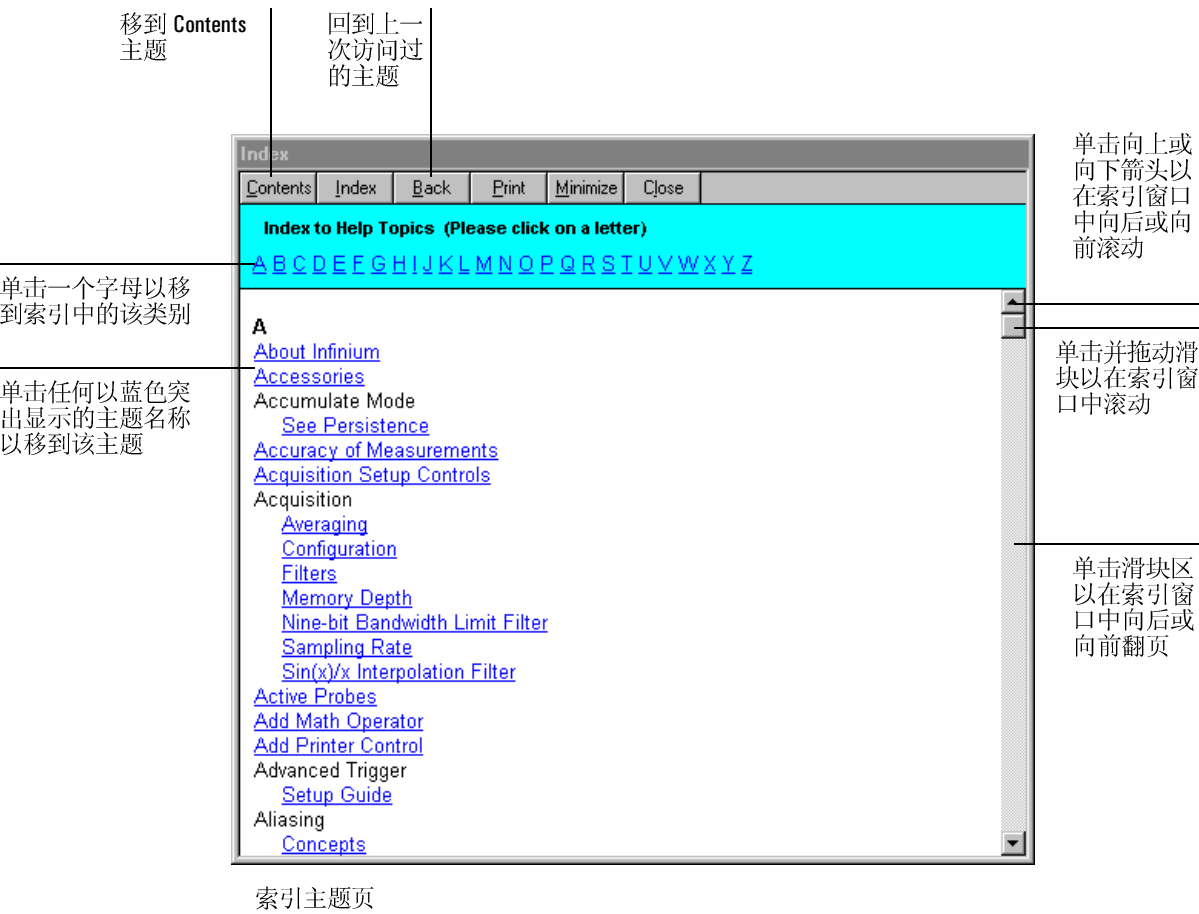 移到 Contents
主题
回到上一
次访问过
的主题
Index
Contents Index Back Print Minimize Close
Index to Help Topics (Please click on a letter)
A B C D E F G H I J K L M N O P Q R S T U V W X Y Z
单击一个字母以移
到索引中的该类别
单击任何以蓝色突
出显示的主题名称
以移到该主题
A
About Infinium
Accessories
Accumulate Mode
See Persistence
Accuracy of Measurements
Acquisition Setup Controls
Acquisition
Averaging
Configuration
Filters
Memory Depth
Nine-bit Bandwidth Limit Filter
Sampling Rate
Sin(x)/x Interpolation Filter
Active Probes
Add Math Operator
Add Printer Control
Advanced Trigger
Setup Guide
Aliasing
Concepts
单击向上或
向下箭头以
在索引窗口
中向后或向
前滚动
单击并拖动滑
块以在索引窗
口中滚动
单击滑块区
以在索引窗
口中向后或
向前翻页
索引主题页